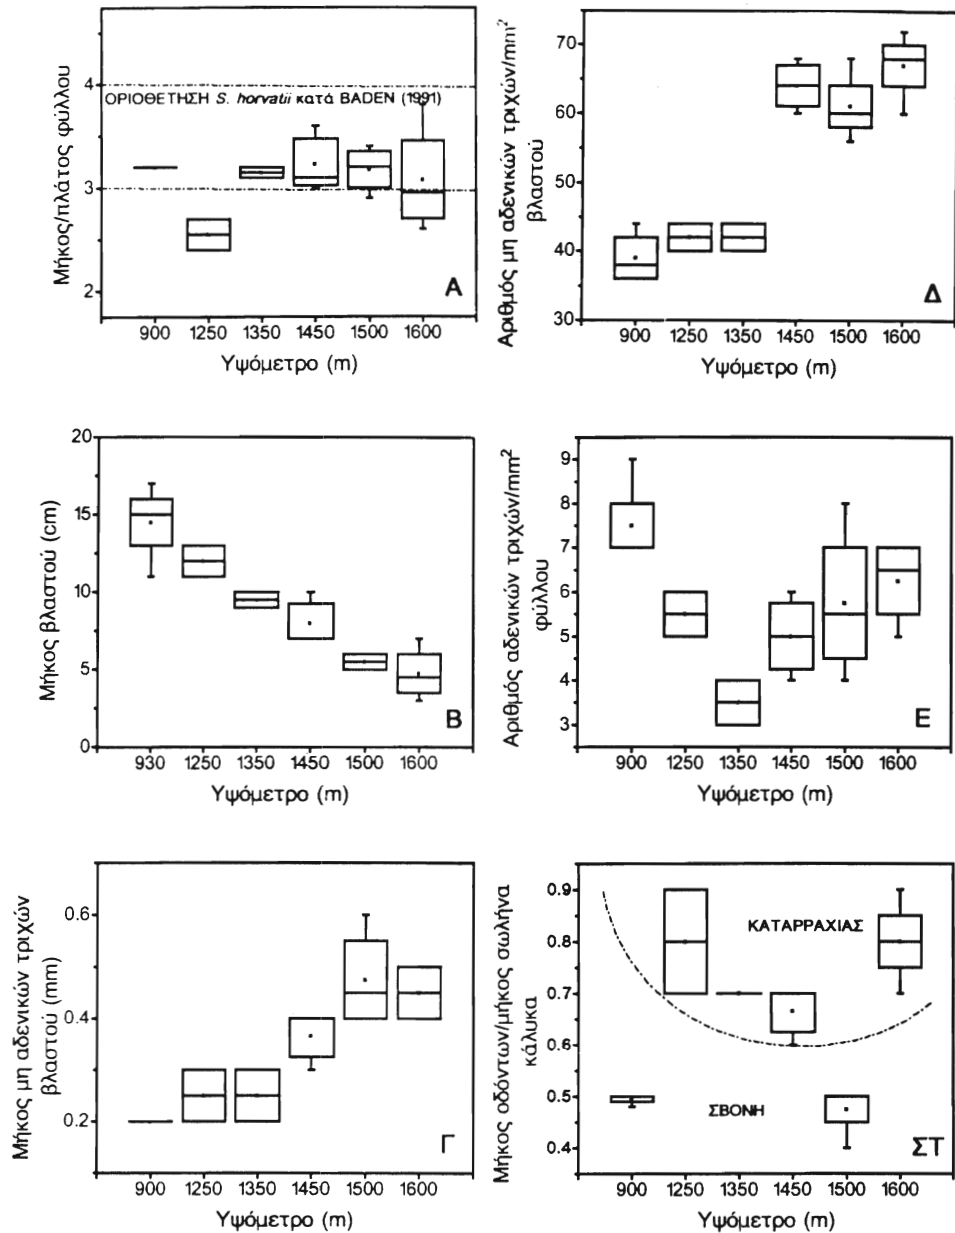 Μήκος/πλάτος φύλλου
4
3
2
ΟΡΙΟΘΕΤΗΣΗ S. horvatii κατά BADEN (1991)
A
900 1250 1350 1450 1500 1600
Υψόμετρο (m)
Αριθμός μη αδενικών τριχών/mm²
βλαστού
70
60
50
40
30
Δ
900 1250 1350 1450 1500 1600
Υψόμετρο (m)
Μήκος βλαστού (cm)
20
15
10
5
0
B
930 1250 1350 1450 1500 1600
Υψόμετρο (m)
Αριθμός αδενικών τριχών/mm²
φύλλου
9
8
7
6
5
4
3
E
900 1250 1350 1450 1500 1600
Υψόμετρο (m)
Μήκος μη αδενικών τριχών
βλαστού (mm)
0.6
0.4
0.2
Γ
900 1250 1350 1450 1500 1600
Υψόμετρο (m)
Μήκος οδόντων/μήκος σωλήνα
κάλυκα
0.9
0.8
0.7
0.6
0.5
0.4
ΚΑΤΑΡΡΑΧΙΑΣ
ΣΒΟΝΗ
ΣΤ
900 1250 1350 1450 1500 1600
Υψόμετρο (m)